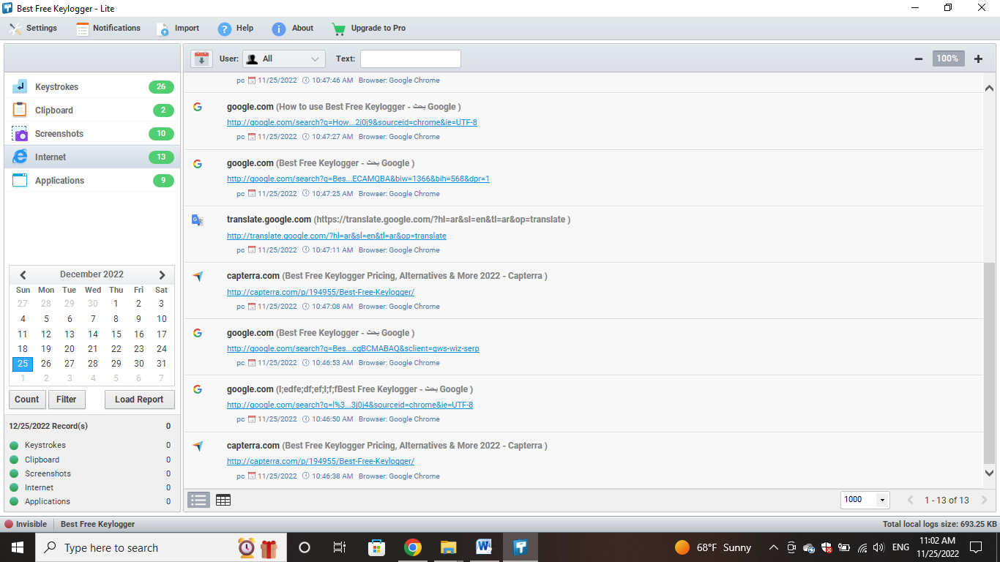 Best Free Keylogger - Lite
Settings Notifications Import Help About Upgrade to Pro
Keystrokes 26
Clipboard 2
Screenshots 10
Internet 13
Applications 9
December 2022
Sun Mon Tue Wed Thu Fri Sat
27 28 29 30 1 2 3
4 5 6 7 8 9 10
11 12 13 14 15 16 17
18 19 20 21 22 23 24
25 26 27 28 29 30 31
1 2 3 4 5 6 7
Count Filter Load Report
12/25/2022 Record(s) 0
Keystrokes 0
Clipboard 0
Screenshots 0
Internet 0
Applications 0
User: All Text: 100%
pc 11/25/2022 10:47:46 AM Browser: Google Chrome
google.com (How to use Best Free Keylogger - بحث Google )
http://google.com/search?q=How...2j0j9&sourceid=chrome&ie=UTF-8
pc 11/25/2022 10:47:27 AM Browser: Google Chrome
google.com (Best Free Keylogger - بحث Google )
http://google.com/search?q=Bes...ECAMQBA&biw=1366&bih=568&dpr=1
pc 11/25/2022 10:47:25 AM Browser: Google Chrome
translate.google.com (https://translate.google.com/?hl=ar&sl=en&tl=ar&op=translate )
http://translate.google.com/?hl=ar&sl=en&tl=ar&op=translate
pc 11/25/2022 10:47:11 AM Browser: Google Chrome
capterra.com (Best Free Keylogger Pricing, Alternatives & More 2022 - Capterra )
http://capterra.com/p/194955/Best-Free-Keylogger/
pc 11/25/2022 10:47:08 AM Browser: Google Chrome
google.com (Best Free Keylogger - بحث Google )
http://google.com/search?q=Bes...cgBCMABAQ&sclient=gws-wiz-serp
pc 11/25/2022 10:46:53 AM Browser: Google Chrome
google.com (l;edfe;df;ef;l;f;fBest Free Keylogger - بحث Google )
http://google.com/search?q=l%3...3j0j4&sourceid=chrome&ie=UTF-8
pc 11/25/2022 10:46:50 AM Browser: Google Chrome
capterra.com (Best Free Keylogger Pricing, Alternatives & More 2022 - Capterra )
http://capterra.com/p/194955/Best-Free-Keylogger/
pc 11/25/2022 10:46:38 AM Browser: Google Chrome
1000 1 - 13 of 13
Invisible Best Free Keylogger Total local logs size: 693.25 KB
Type here to search 68°F Sunny ENG 11:02 AM
11/25/2022